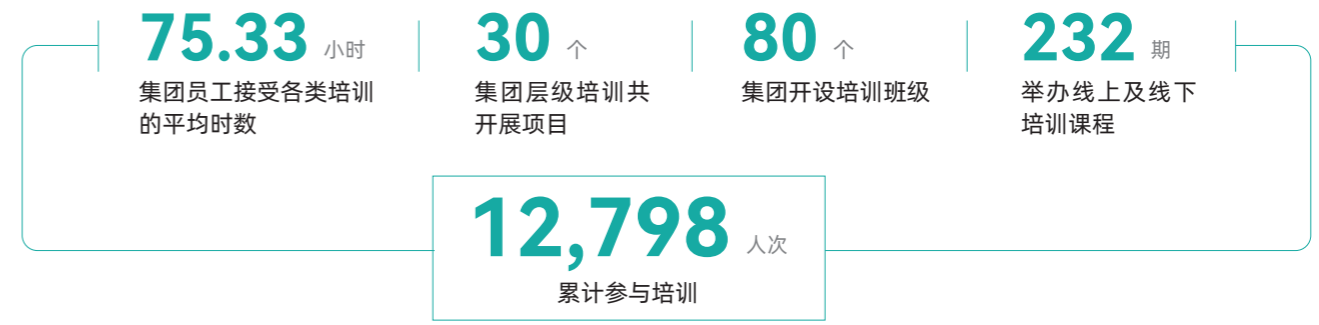 75.33 小时
集团员工接受各类培训
的平均时数
30 个
集团层级培训共
开展项目
80 个
集团开设培训班级
232 期
举办线上及线下
培训课程
12,798 人次
累计参与培训